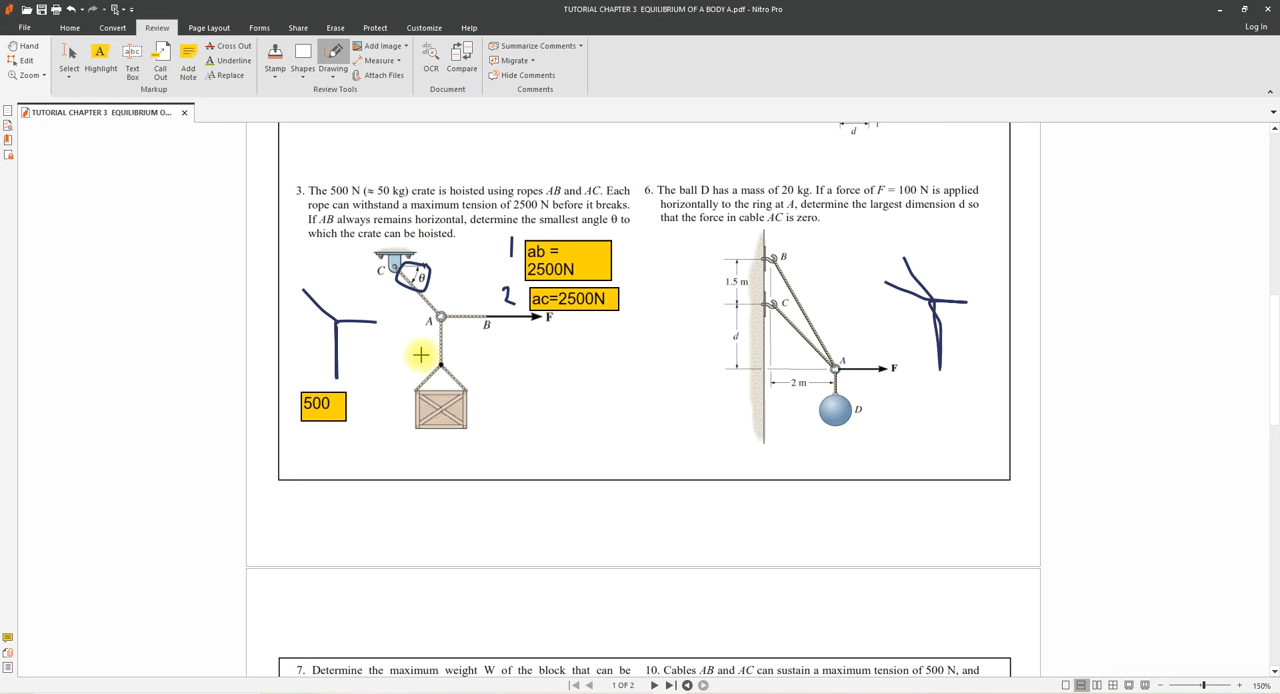 TUTORIAL CHAPTER 3 EQUILIBRIUM OF A BODY A.pdf - Nitro Pro
File
Home
Convert
Review
Page Layout
Forms
Share
Erase
Protect
Customize
Help
Log In
Hand
Edit
Zoom
Select
Highlight
Text Box
Call Out
Add Note
Cross Out
Underline
Replace
Markup
Stamp
Shapes
Drawing
Add Image
Measure
Attach Files
Review Tools
OCR
Compare
Document
Summarize Comments
Migrate
Hide Comments
Comments
TUTORIAL CHAPTER 3 EQUILIBRIUM O...
d
3. The 500 N (≈ 50 kg) crate is hoisted using ropes AB and AC. Each
rope can withstand a maximum tension of 2500 N before it breaks.
If AB always remains horizontal, determine the smallest angle θ to
which the crate can be hoisted.
1
ab =
2500N
2
ac=2500N
C
θ
A
B
F
500
6. The ball D has a mass of 20 kg. If a force of F = 100 N is applied
horizontally to the ring at A, determine the largest dimension d so
that the force in cable AC is zero.
B
1.5 m
C
d
A
F
2 m
D
7. Determine the maximum weight W of the block that can be
10. Cables AB and AC can sustain a maximum tension of 500 N, and
1 OF 2
150%